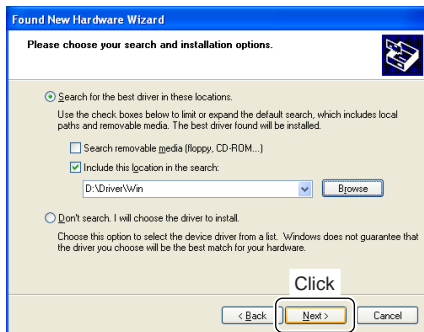 Found New Hardware Wizard
Please choose your search and installation options.
Search for the best driver in these locations.
Use the check boxes below to limit or expand the default search, which includes local
paths and removable media. The best driver found will be installed.
Search removable media (floppy, CD-ROM...)
Include this location in the search:
D:\Driver\Win
Browse
Don't search. I will choose the driver to install.
Choose this option to select the device driver from a list. Windows does not guarantee that
the driver you choose will be the best match for your hardware.
Click
< Back
Next >
Cancel